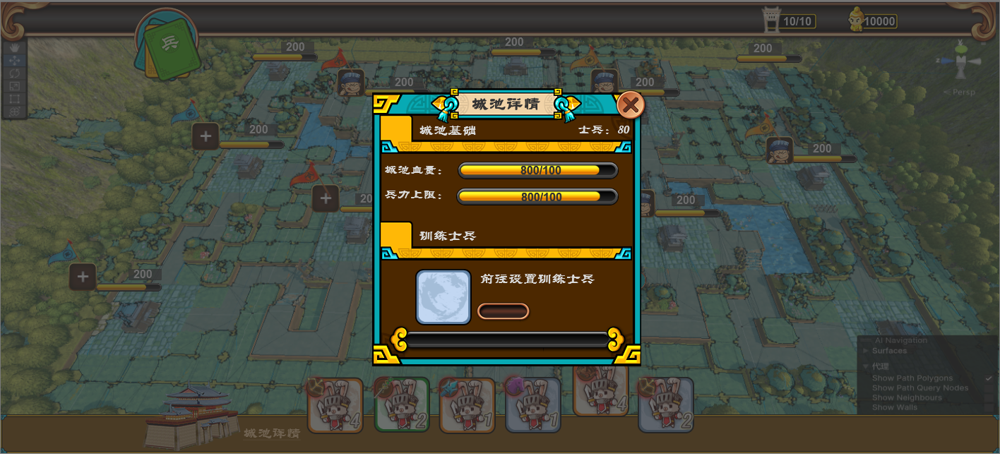 兵
10/10
10000
200
200
200
Persp
200
200
城池详情
城池基础
士兵：80
200
200
城池血量：
800/100
兵力上限：
800/100
20
200
训练士兵
200
前往设置训练士兵
AI Navigation
Surfaces
代理
Show Path Polygons
Show Path Query Nodes
Show Neighbours
Show Walls
城池详情
4
2
1
1
4
2